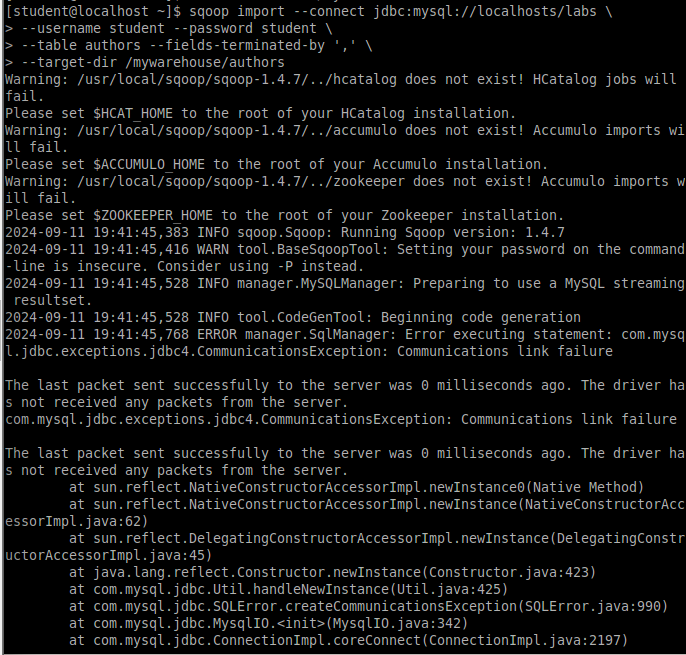 [student@localhost ~]$ sqoop import --connect jdbc:mysql://localhosts/labs \
> --username student --password student \
> --table authors --fields-terminated-by ',' \
> --target-dir /mywarehouse/authors
Warning: /usr/local/sqoop/sqoop-1.4.7/../hcatalog does not exist! HCatalog jobs will
fail.
Please set $HCAT_HOME to the root of your HCatalog installation.
Warning: /usr/local/sqoop/sqoop-1.4.7/../accumulo does not exist! Accumulo imports wi
ll fail.
Please set $ACCUMULO_HOME to the root of your Accumulo installation.
Warning: /usr/local/sqoop/sqoop-1.4.7/../zookeeper does not exist! Accumulo imports w
ill fail.
Please set $ZOOKEEPER_HOME to the root of your Zookeeper installation.
2024-09-11 19:41:45,383 INFO sqoop.Sqoop: Running Sqoop version: 1.4.7
2024-09-11 19:41:45,416 WARN tool.BaseSqoopTool: Setting your password on the command
-line is insecure. Consider using -P instead.
2024-09-11 19:41:45,528 INFO manager.MySQLManager: Preparing to use a MySQL streaming
 resultset.
2024-09-11 19:41:45,528 INFO tool.CodeGenTool: Beginning code generation
2024-09-11 19:41:45,768 ERROR manager.SqlManager: Error executing statement: com.mysq
l.jdbc.exceptions.jdbc4.CommunicationsException: Communications link failure

The last packet sent successfully to the server was 0 milliseconds ago. The driver ha
s not received any packets from the server.
com.mysql.jdbc.exceptions.jdbc4.CommunicationsException: Communications link failure

The last packet sent successfully to the server was 0 milliseconds ago. The driver ha
s not received any packets from the server.
        at sun.reflect.NativeConstructorAccessorImpl.newInstance0(Native Method)
        at sun.reflect.NativeConstructorAccessorImpl.newInstance(NativeConstructorAcc
essorImpl.java:62)
        at sun.reflect.DelegatingConstructorAccessorImpl.newInstance(DelegatingConstr
uctorAccessorImpl.java:45)
        at java.lang.reflect.Constructor.newInstance(Constructor.java:423)
        at com.mysql.jdbc.Util.handleNewInstance(Util.java:425)
        at com.mysql.jdbc.SQLError.createCommunicationsException(SQLError.java:990)
        at com.mysql.jdbc.MysqlIO.<init>(MysqlIO.java:342)
        at com.mysql.jdbc.ConnectionImpl.coreConnect(ConnectionImpl.java:2197)